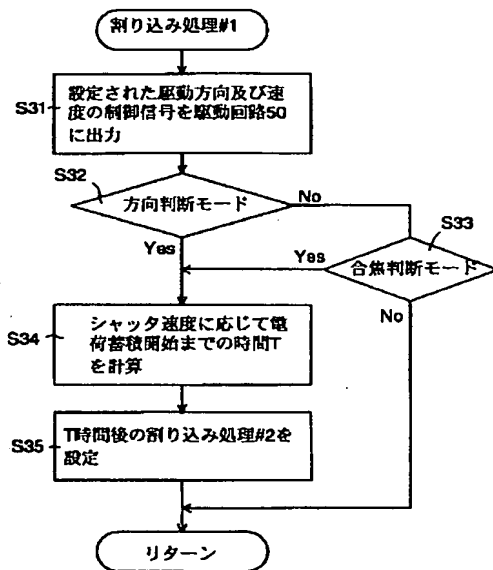 割り込み処理#1
S31
設定された駆動方向及び速
度の制御信号を駆動回路50
に出力
S32
方向判断モード
No
S33
Yes
Yes
合焦判断モード
No
S34
シャッタ速度に応じて電
荷蓄積開始までの時間T
を計算
S35
T時間後の割り込み処理#2を
設定
リターン